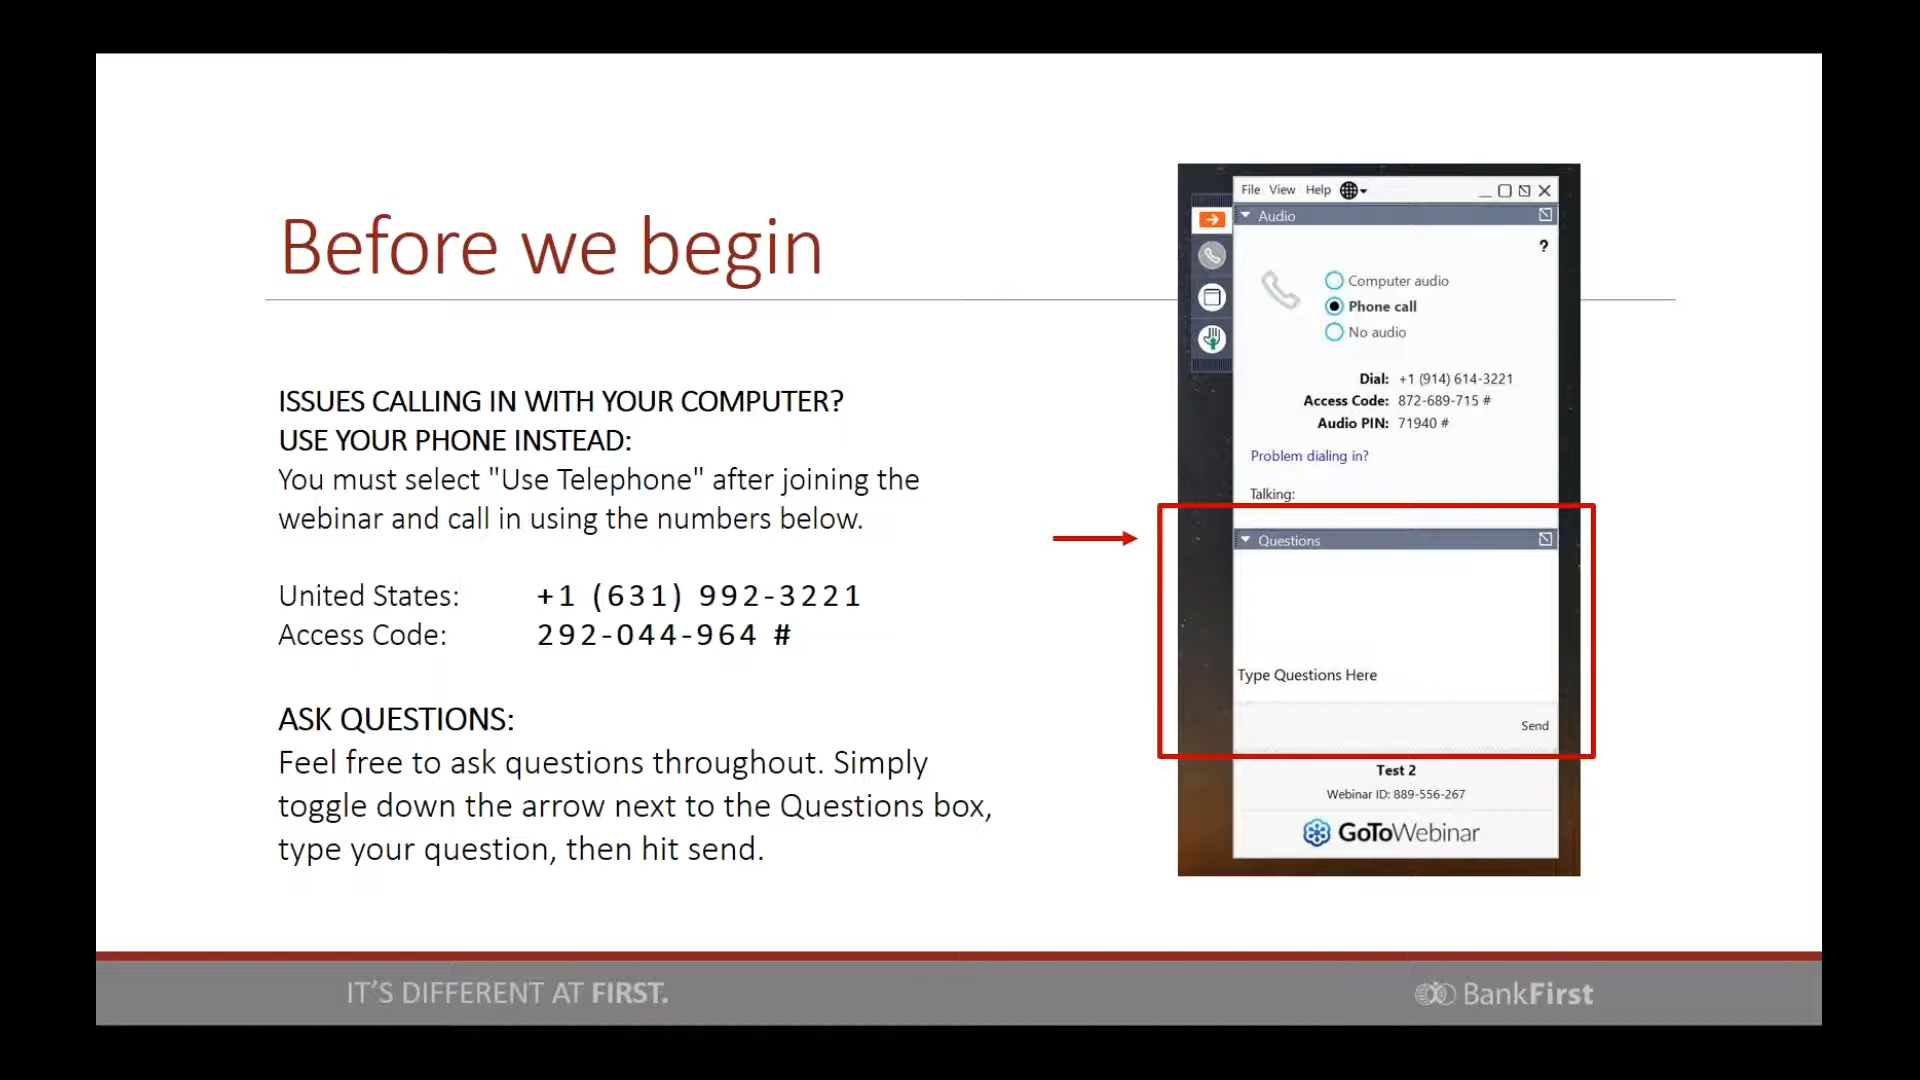 Before we begin
ISSUES CALLING IN WITH YOUR COMPUTER?
USE YOUR PHONE INSTEAD:
You must select "Use Telephone" after joining the
webinar and call in using the numbers below.
United States: +1 (631) 992-3221
Access Code: 292-044-964 #
ASK QUESTIONS:
Feel free to ask questions throughout. Simply
toggle down the arrow next to the Questions box,
type your question, then hit send.
File View Help
Audio
?
Computer audio
Phone call
No audio
Dial: +1 (914) 614-3221
Access Code: 872-689-715 #
Audio PIN: 71940 #
Problem dialing in?
Talking:
Questions
Type Questions Here
Send
Test 2
Webinar ID: 889-556-267
GoToWebinar
IT'S DIFFERENT AT FIRST.
BankFirst